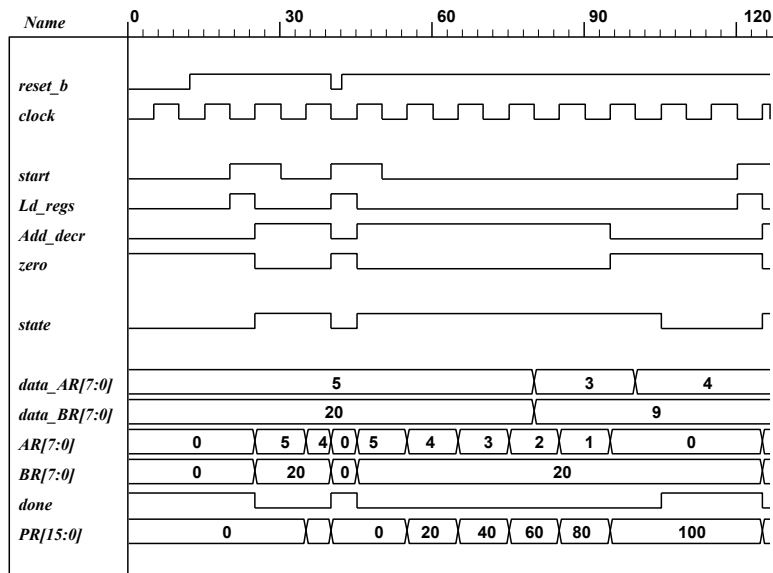 Name 0 30 60 90 120
reset_b
clock
start
Ld_regs
Add_decr
zero
state
data_AR[7:0] 5 3 4
data_BR[7:0] 20 9
AR[7:0] 0 5 4 0 5 4 3 2 1 0
BR[7:0] 0 20 0 20
done
PR[15:0] 0 0 20 40 60 80 100